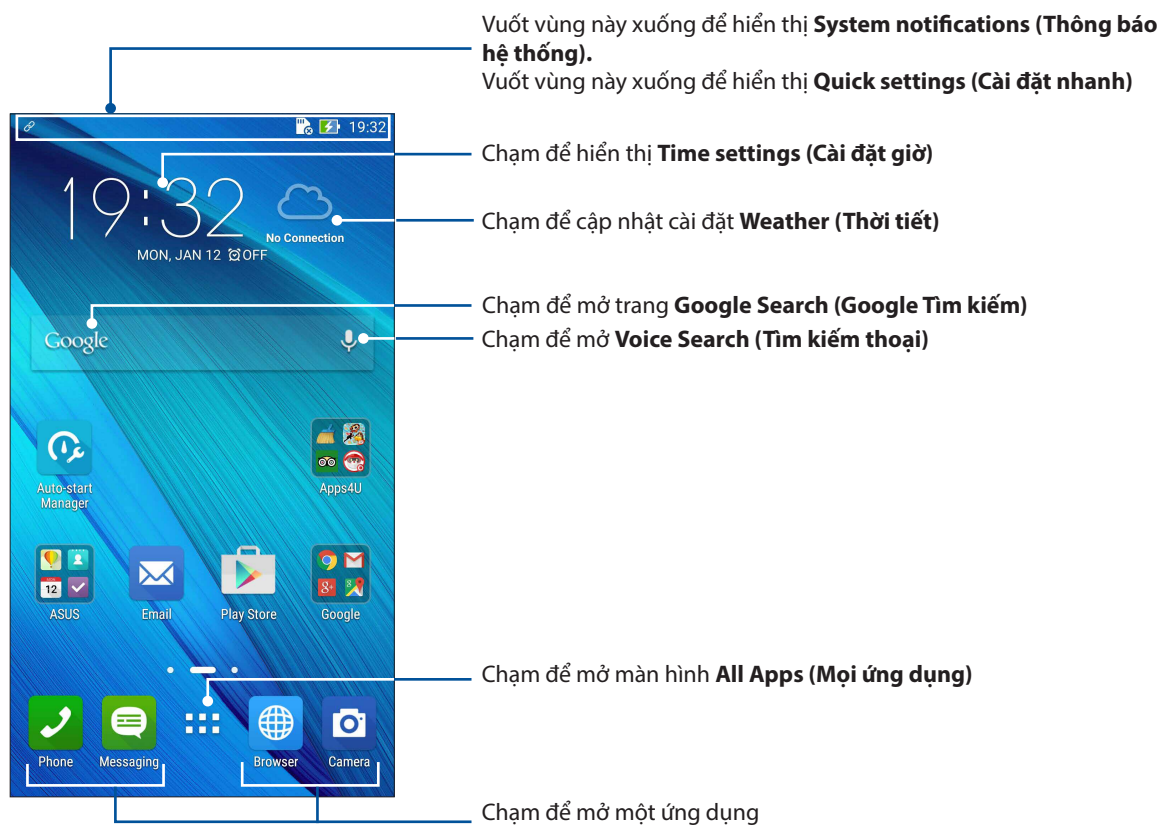 Vuốt vùng này xuống để hiển thị System notifications (Thông báo
hệ thống).
Vuốt vùng này xuống để hiển thị Quick settings (Cài đặt nhanh)
19:32
Chạm để hiển thị Time settings (Cài đặt giờ)
19:32
Chạm để cập nhật cài đặt Weather (Thời tiết)
No Connection
MON, JAN 12 OFF
Chạm để mở trang Google Search (Google Tìm kiếm)
Google
Chạm để mở Voice Search (Tìm kiếm thoại)
Auto-start
Manager
Apps4U
12
8+
ASUS
Email
Play Store
Google
Chạm để mở màn hình All Apps (Mọi ứng dụng)
Phone
Messaging
Browser
Camera
Chạm để mở một ứng dụng